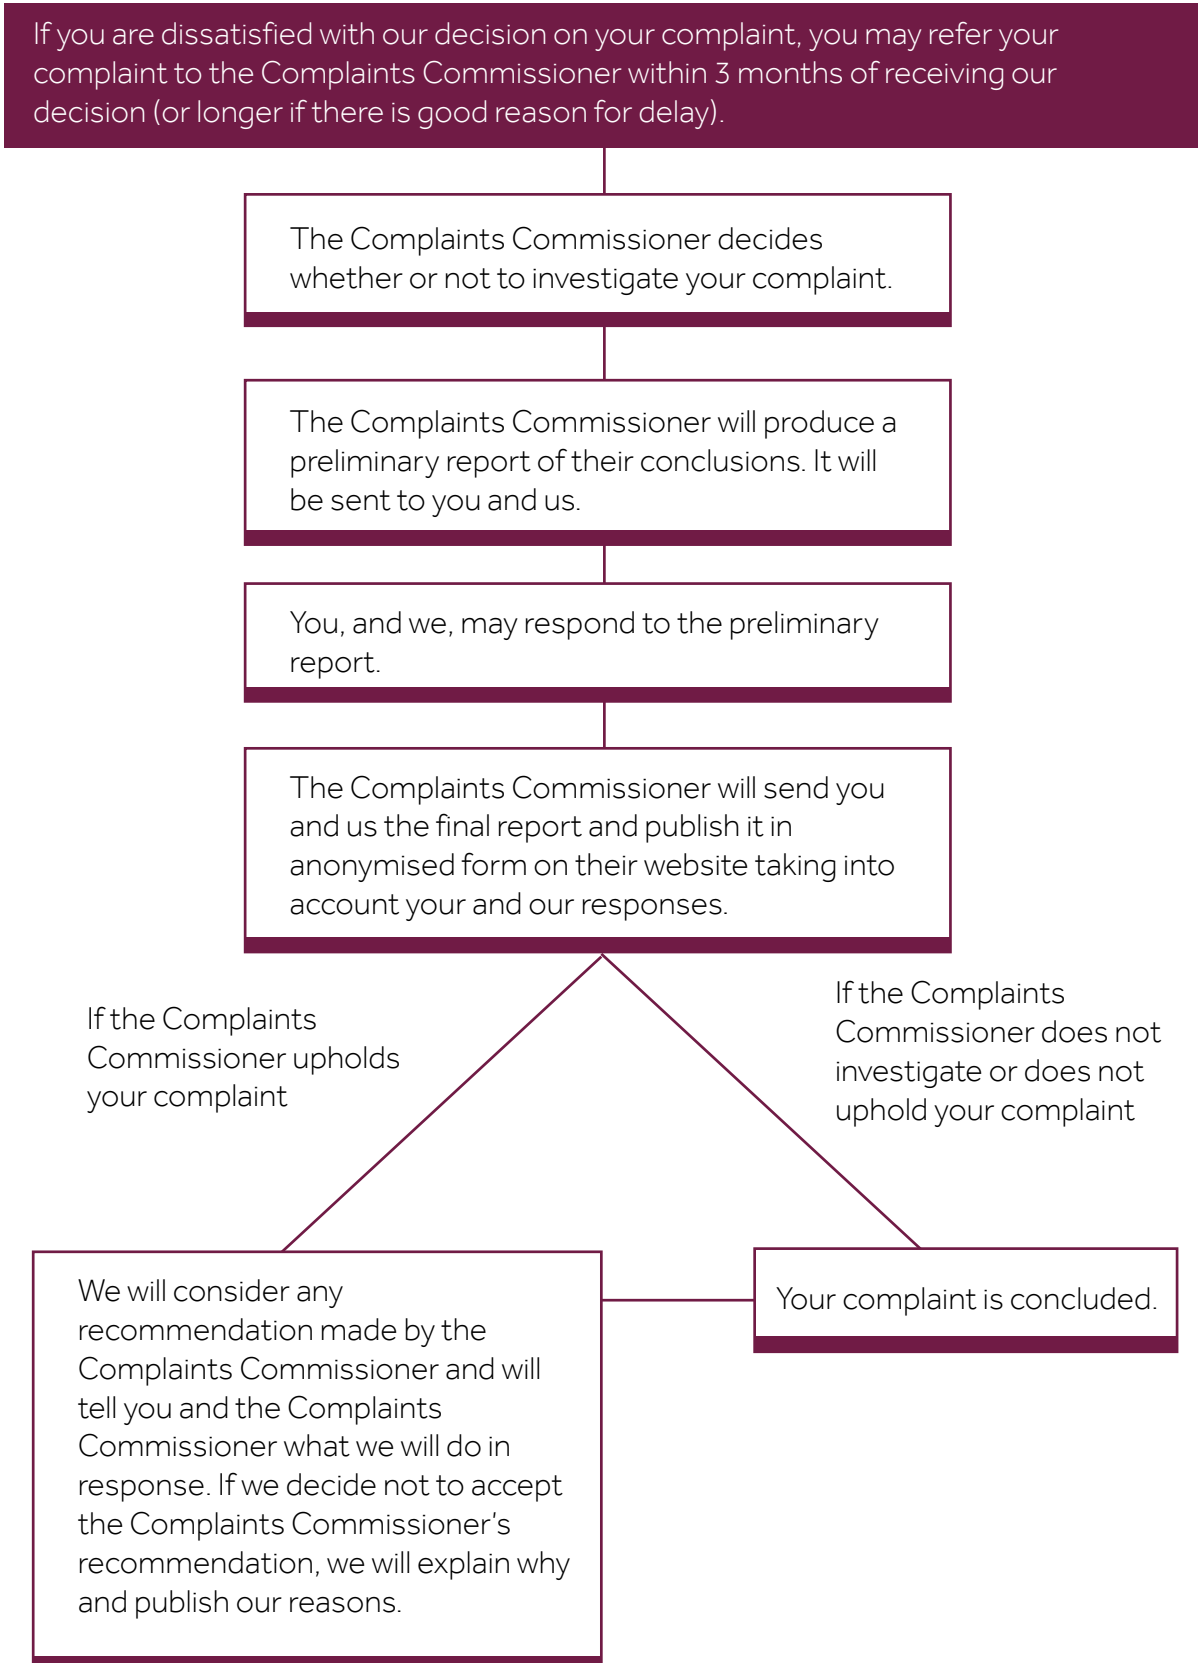 If you are dissatisfied with our decision on your complaint, you may refer your
complaint to the Complaints Commissioner within 3 months of receiving our
decision (or longer if there is good reason for delay).
The Complaints Commissioner decides
whether or not to investigate your complaint.
The Complaints Commissioner will produce a
preliminary report of their conclusions. It will
be sent to you and us.
You, and we, may respond to the preliminary
report.
The Complaints Commissioner will send you
and us the final report and publish it in
anonymised form on their website taking into
account your and our responses.
If the Complaints
Commissioner upholds
your complaint
If the Complaints
Commissioner does not
investigate or does not
uphold your complaint
We will consider any
recommendation made by the
Complaints Commissioner and will
tell you and the Complaints
Commissioner what we will do in
response. If we decide not to accept
the Complaints Commissioner’s
recommendation, we will explain why
and publish our reasons.
Your complaint is concluded.